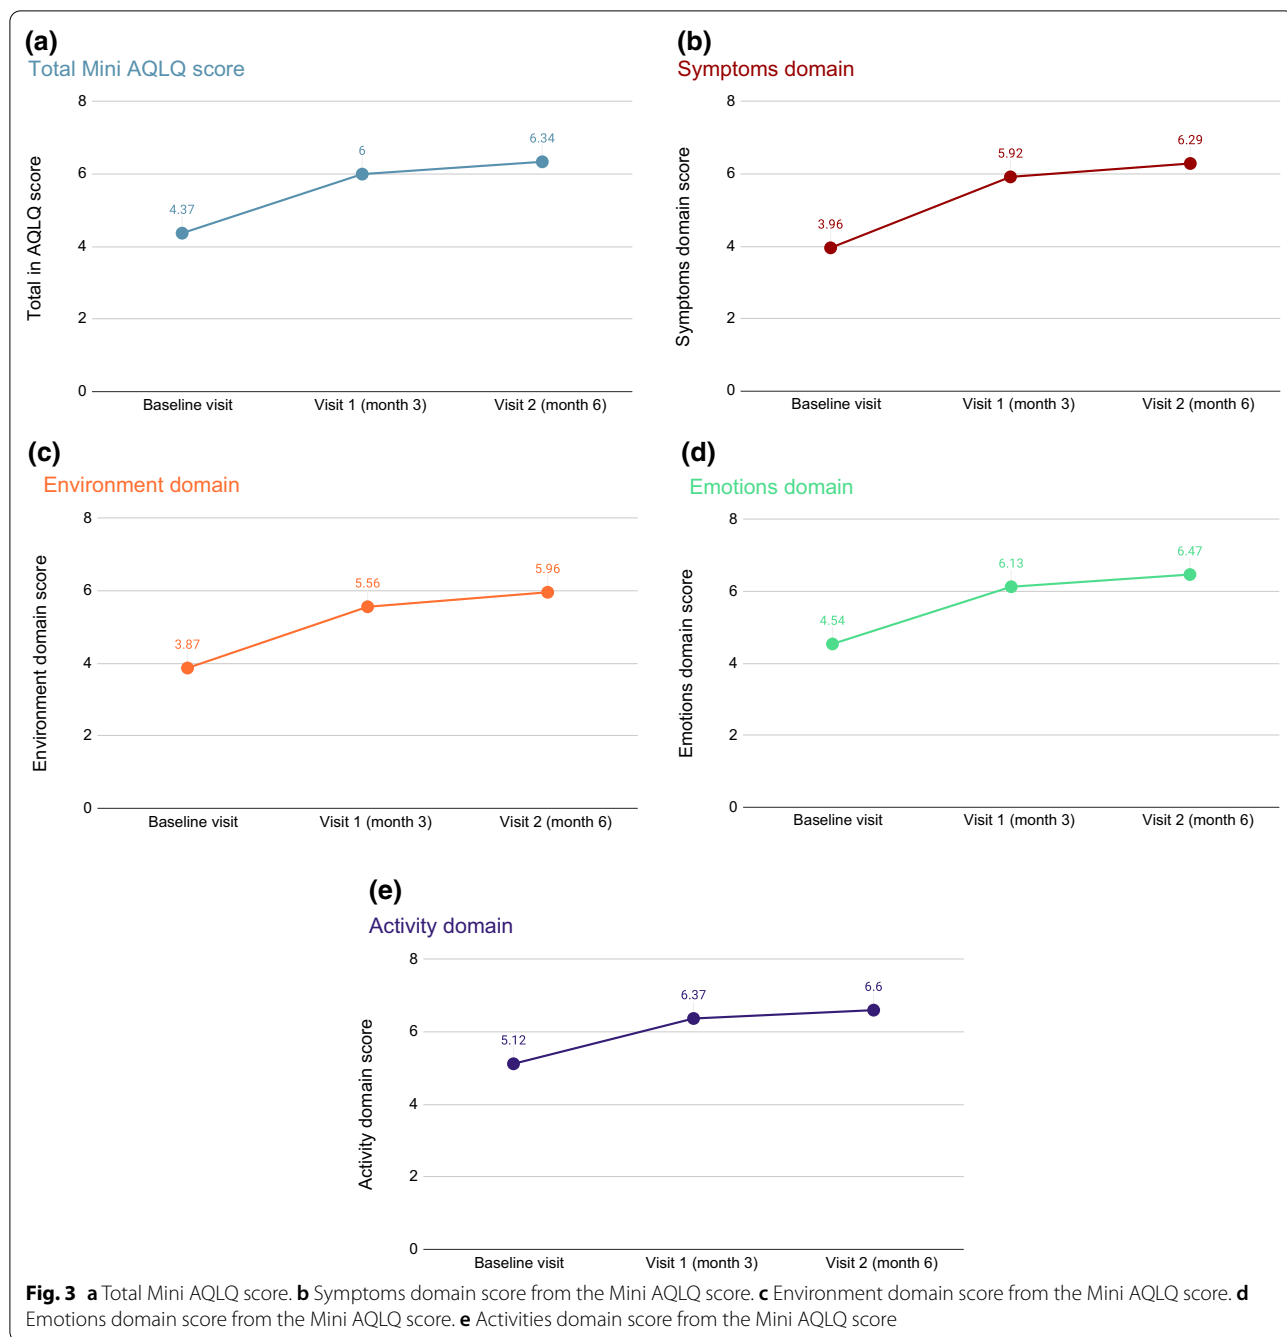 (a)
Total Mini AQLQ score
Total in AQLQ score
8
6
4
2
0
4.37
6
6.34
Baseline visit
Visit 1 (month 3)
Visit 2 (month 6)
(b)
Symptoms domain
Symptoms domain score
8
6
4
2
0
3.96
5.92
6.29
Baseline visit
Visit 1 (month 3)
Visit 2 (month 6)
(c)
Environment domain
Environment domain score
8
6
4
2
0
3.87
5.56
5.96
Baseline visit
Visit 1 (month 3)
Visit 2 (month 6)
(d)
Emotions domain
Emotions domain score
8
6
4
2
0
4.54
6.13
6.47
Baseline visit
Visit 1 (month 3)
Visit 2 (month 6)
(e)
Activity domain
Activity domain score
8
6
4
2
0
5.12
6.37
6.6
Baseline visit
Visit 1 (month 3)
Visit 2 (month 6)
Fig. 3 a Total Mini AQLQ score. b Symptoms domain score from the Mini AQLQ score. c Environment domain score from the Mini AQLQ score. d
Emotions domain score from the Mini AQLQ score. e Activities domain score from the Mini AQLQ score